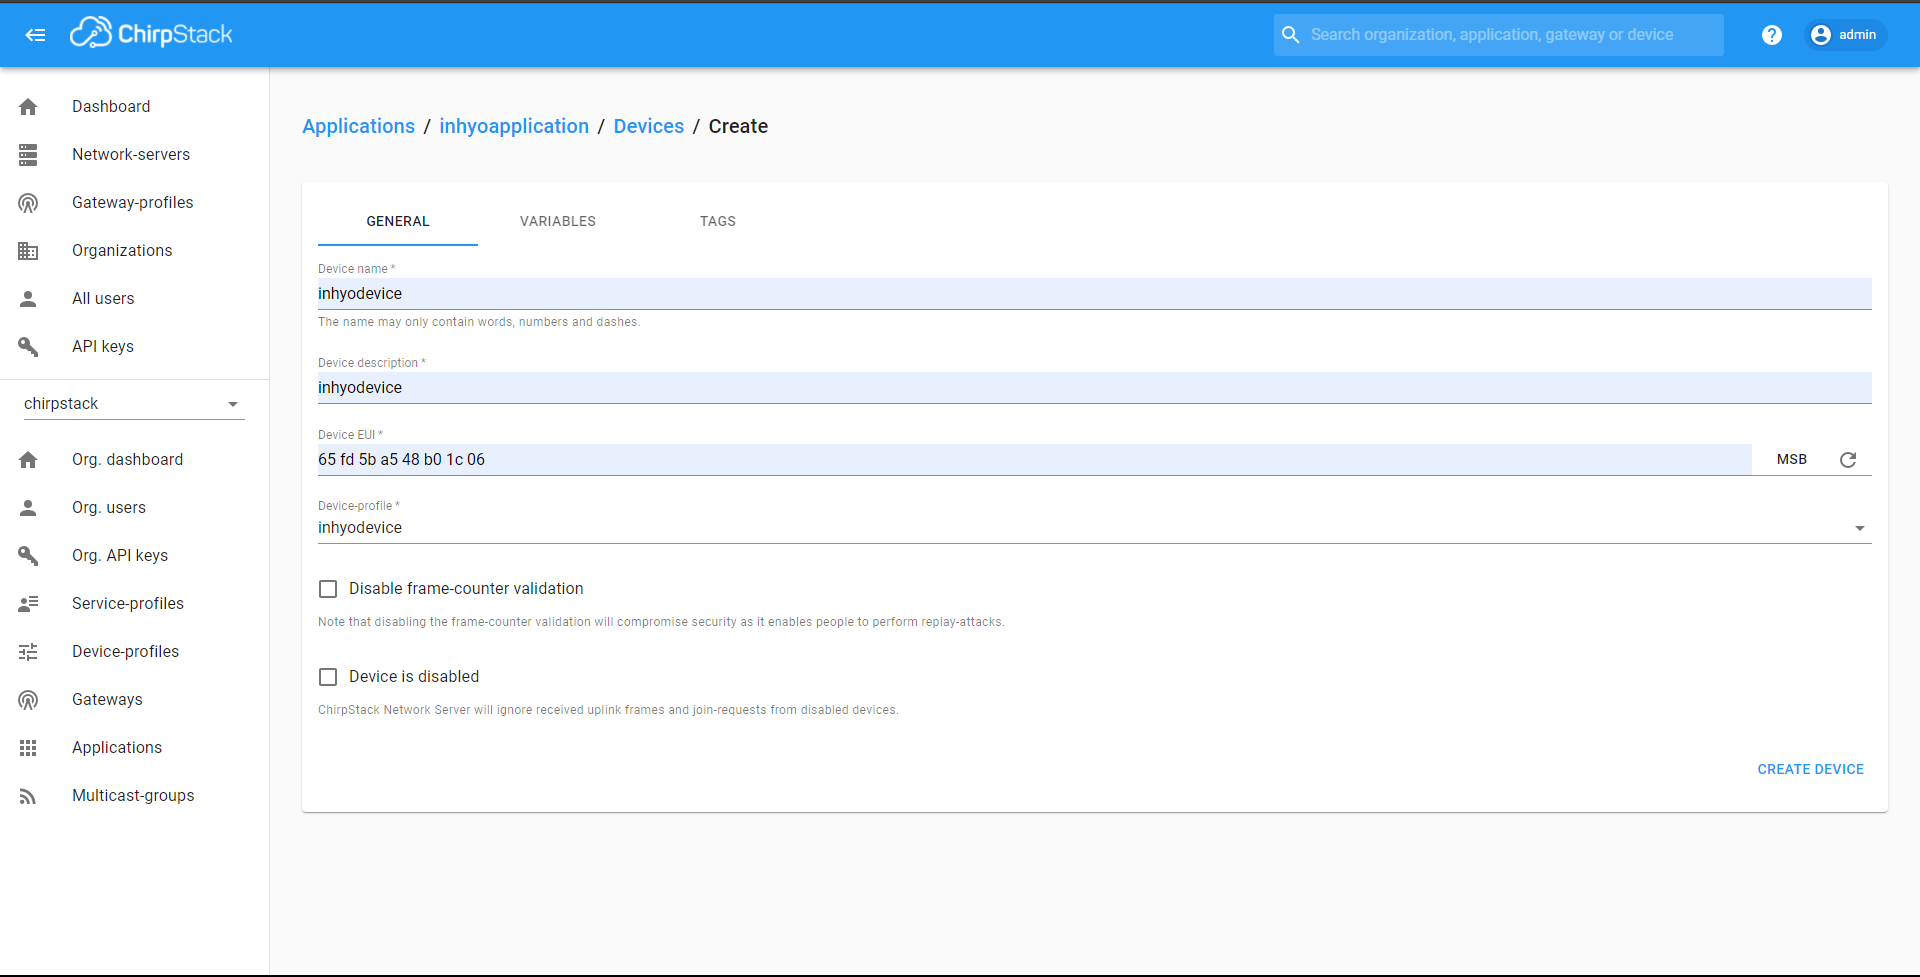 ChirpStack
Search organization, application, gateway or device
? admin
Dashboard
Network-servers
Gateway-profiles
Organizations
All users
API keys
chirpstack
Org. dashboard
Org. users
Org. API keys
Service-profiles
Device-profiles
Gateways
Applications
Multicast-groups
Applications / inhyoapplication / Devices / Create
GENERAL VARIABLES TAGS
Device name *
inhyodevice
The name may only contain words, numbers and dashes.
Device description *
inhyodevice
Device EUI *
65 fd 5b a5 48 b0 1c 06 MSB
Device-profile *
inhyodevice
Disable frame-counter validation
Note that disabling the frame-counter validation will compromise security as it enables people to perform replay-attacks.
Device is disabled
ChirpStack Network Server will ignore received uplink frames and join-requests from disabled devices.
CREATE DEVICE